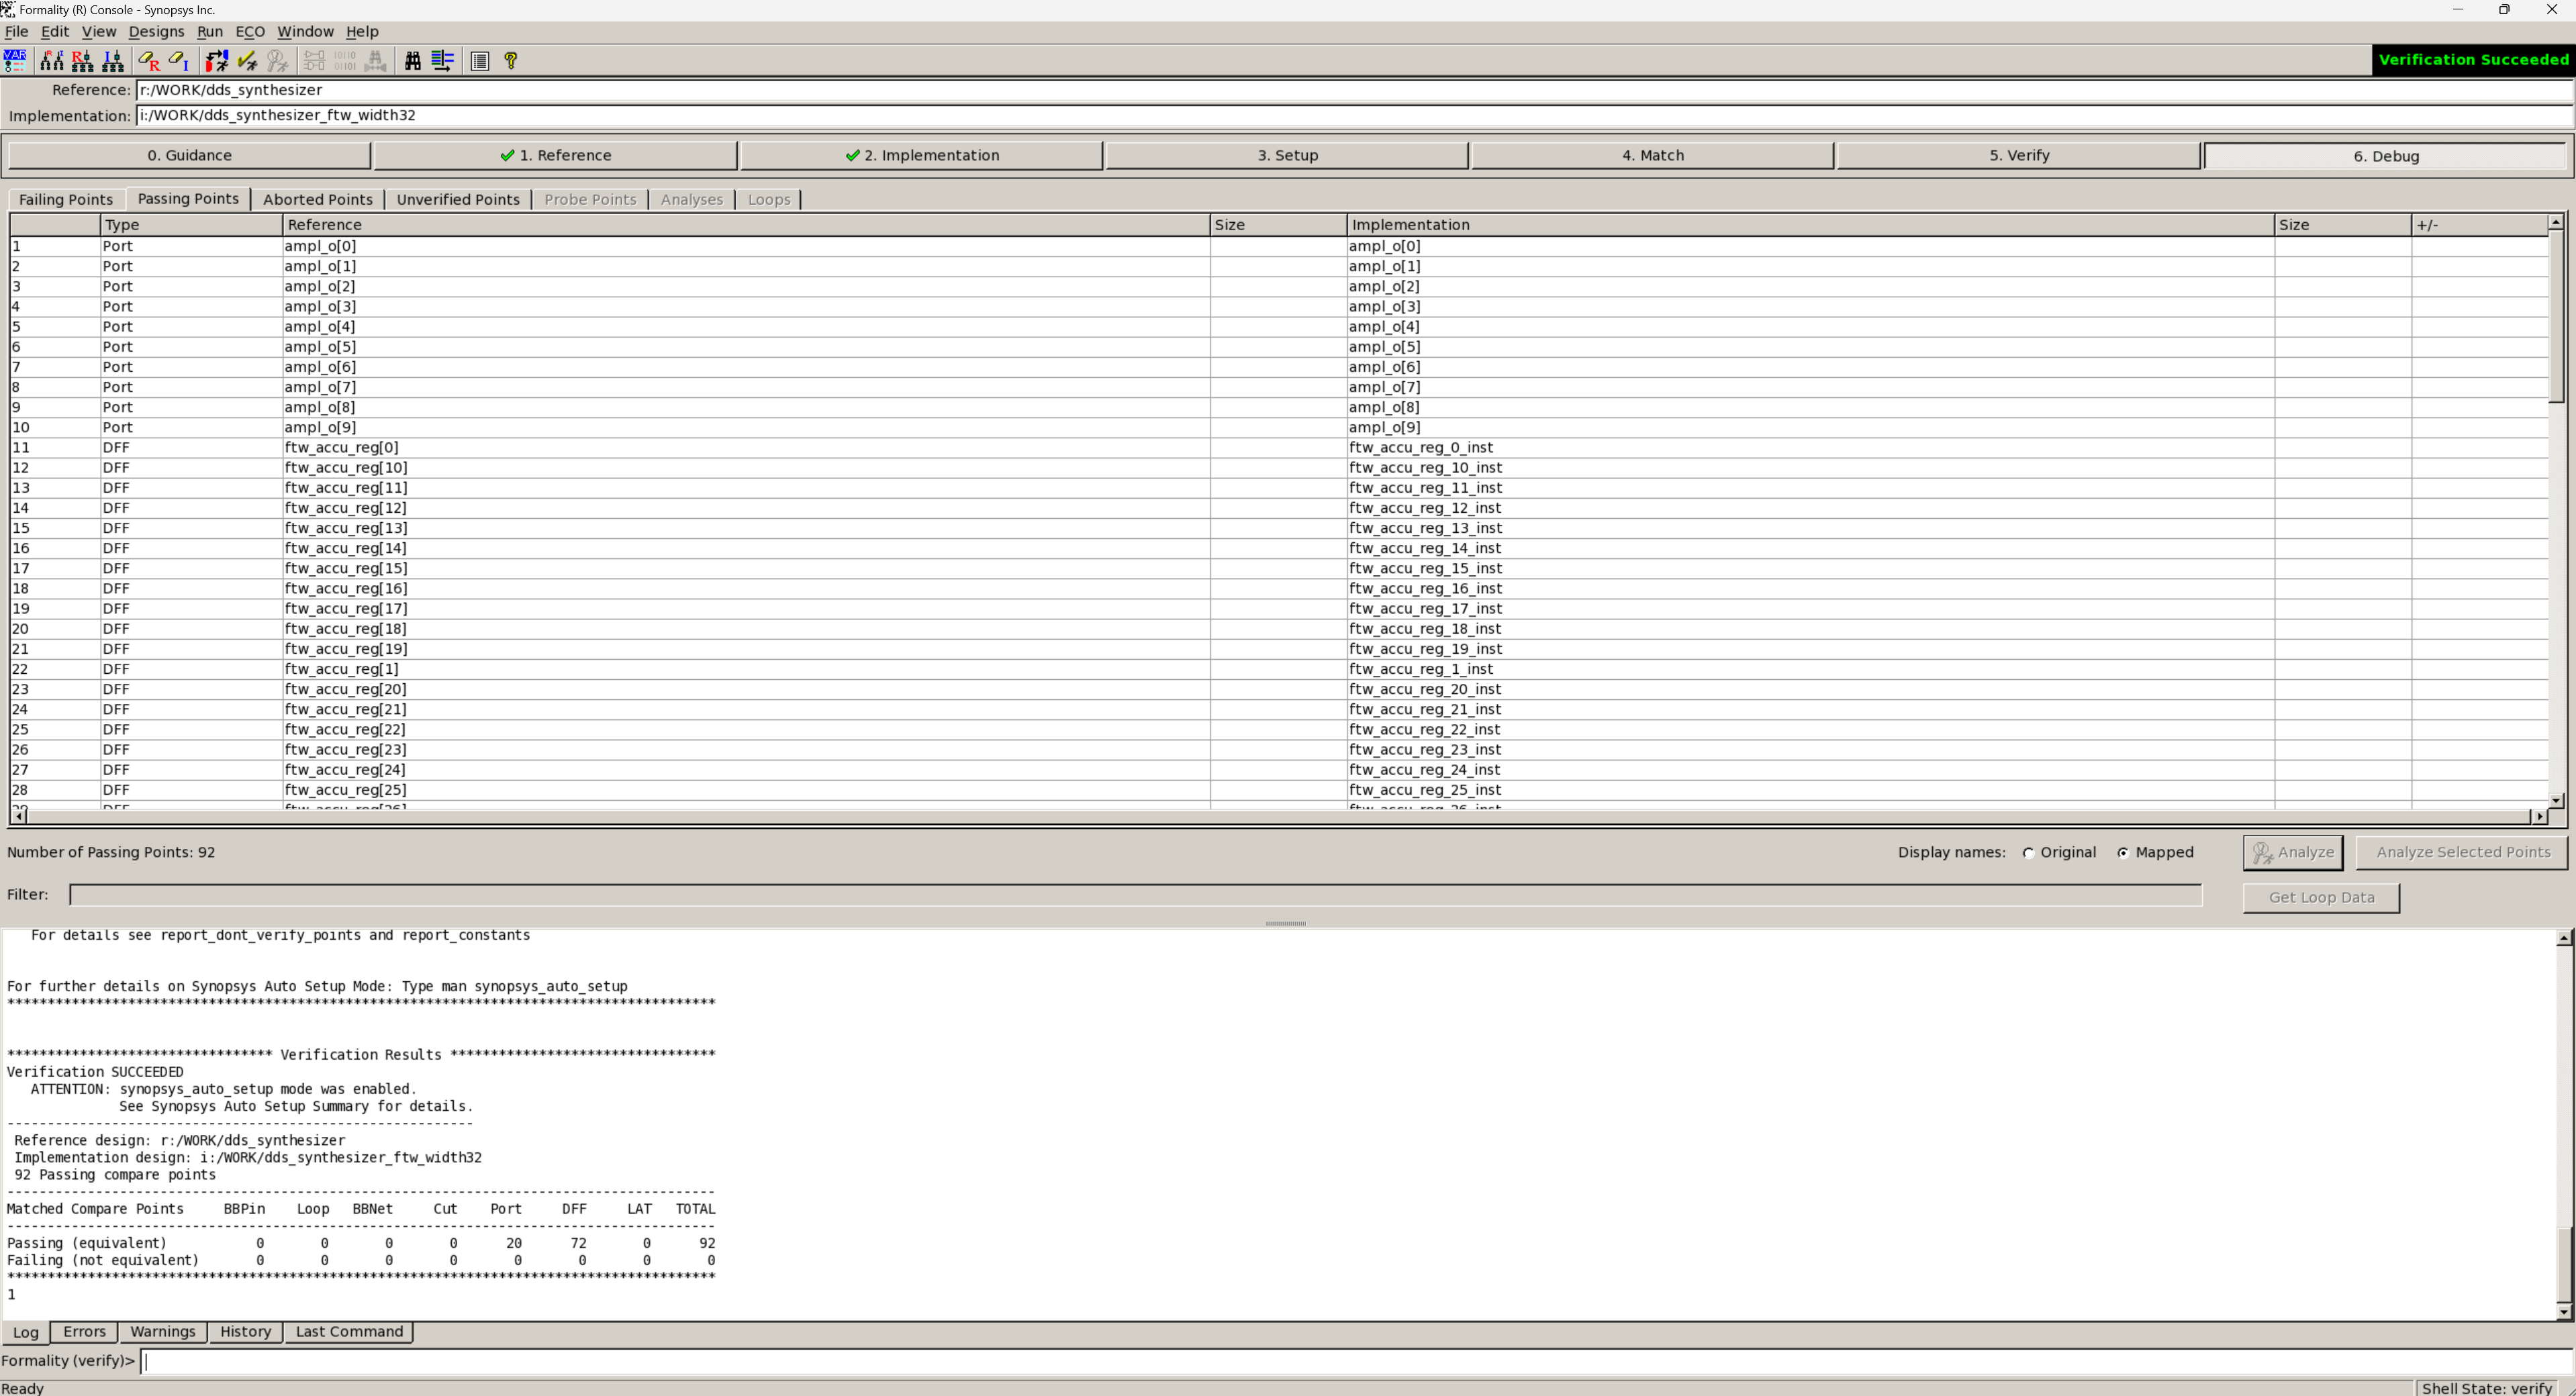 Formality (R) Console - Synopsys Inc.
File Edit View Designs Run ECO Window Help
Verification Succeeded
Reference: r:/WORK/dds_synthesizer
Implementation: i:/WORK/dds_synthesizer_ftw_width32
0. Guidance 1. Reference 2. Implementation 3. Setup 4. Match 5. Verify 6. Debug
Failing Points Passing Points Aborted Points Unverified Points Probe Points Analyses Loops
Type Reference Size Implementation Size +/-
1 Port ampl_o[0] ampl_o[0]
2 Port ampl_o[1] ampl_o[1]
3 Port ampl_o[2] ampl_o[2]
4 Port ampl_o[3] ampl_o[3]
5 Port ampl_o[4] ampl_o[4]
6 Port ampl_o[5] ampl_o[5]
7 Port ampl_o[6] ampl_o[6]
8 Port ampl_o[7] ampl_o[7]
9 Port ampl_o[8] ampl_o[8]
10 Port ampl_o[9] ampl_o[9]
11 DFF ftw_accu_reg[0] ftw_accu_reg_0_inst
12 DFF ftw_accu_reg[10] ftw_accu_reg_10_inst
13 DFF ftw_accu_reg[11] ftw_accu_reg_11_inst
14 DFF ftw_accu_reg[12] ftw_accu_reg_12_inst
15 DFF ftw_accu_reg[13] ftw_accu_reg_13_inst
16 DFF ftw_accu_reg[14] ftw_accu_reg_14_inst
17 DFF ftw_accu_reg[15] ftw_accu_reg_15_inst
18 DFF ftw_accu_reg[16] ftw_accu_reg_16_inst
19 DFF ftw_accu_reg[17] ftw_accu_reg_17_inst
20 DFF ftw_accu_reg[18] ftw_accu_reg_18_inst
21 DFF ftw_accu_reg[19] ftw_accu_reg_19_inst
22 DFF ftw_accu_reg[1] ftw_accu_reg_1_inst
23 DFF ftw_accu_reg[20] ftw_accu_reg_20_inst
24 DFF ftw_accu_reg[21] ftw_accu_reg_21_inst
25 DFF ftw_accu_reg[22] ftw_accu_reg_22_inst
26 DFF ftw_accu_reg[23] ftw_accu_reg_23_inst
27 DFF ftw_accu_reg[24] ftw_accu_reg_24_inst
28 DFF ftw_accu_reg[25] ftw_accu_reg_25_inst
Number of Passing Points: 92 Display names: Original Mapped Analyze Analyze Selected Points
Filter: Get Loop Data
For details see report_dont_verify_points and report_constants
For further details on Synopsys Auto Setup Mode: Type man synopsys_auto_setup
****************************************************************************************
********************************* Verification Results *********************************
Verification SUCCEEDED
ATTENTION: synopsys_auto_setup mode was enabled.
See Synopsys Auto Setup Summary for details.
----------------------------------------------------------
Reference design: r:/WORK/dds_synthesizer
Implementation design: i:/WORK/dds_synthesizer_ftw_width32
92 Passing compare points
----------------------------------------------------------------------------------------
Matched Compare Points BBPin Loop BBNet Cut Port DFF LAT TOTAL
----------------------------------------------------------------------------------------
Passing (equivalent) 0 0 0 0 20 72 0 92
Failing (not equivalent) 0 0 0 0 0 0 0 0
****************************************************************************************
1
Log Errors Warnings History Last Command
Formality (verify)>
Ready Shell State: verify